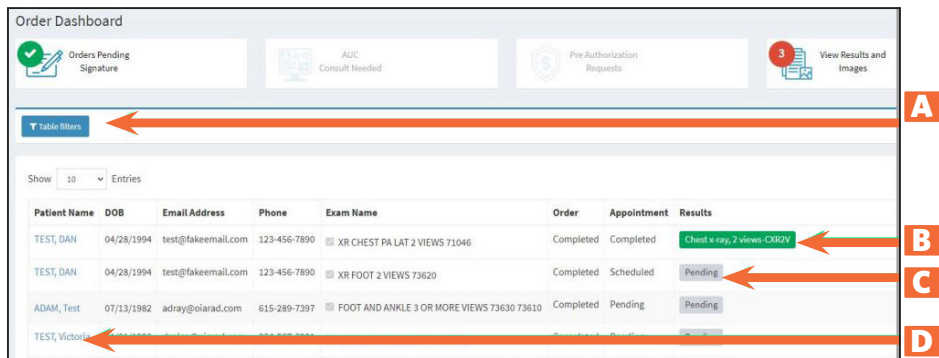 Order Dashboard
Orders Pending
Signature
AUC
Consult Needed
Pre Authorization
Requests
3
View Results and
Images
A
Table filters
Show 10 Entries
Patient Name DOB Email Address Phone Exam Name Order Appointment Results
TEST, DAN 04/28/1994 test@fakeemail.com 123-456-7890 XR CHEST PA LAT 2 VIEWS 71046 Completed Completed Chest x-ray, 2 views-CXR2V
B
TEST, DAN 04/28/1994 test@fakeemail.com 123-456-7890 XR FOOT 2 VIEWS 73620 Completed Scheduled Pending
C
ADAM, Test 07/13/1982 adray@oiarad.com 615-289-7397 FOOT AND ANKLE 3 OR MORE VIEWS 73630 73610 Completed Pending Pending
TEST, Victoria
D